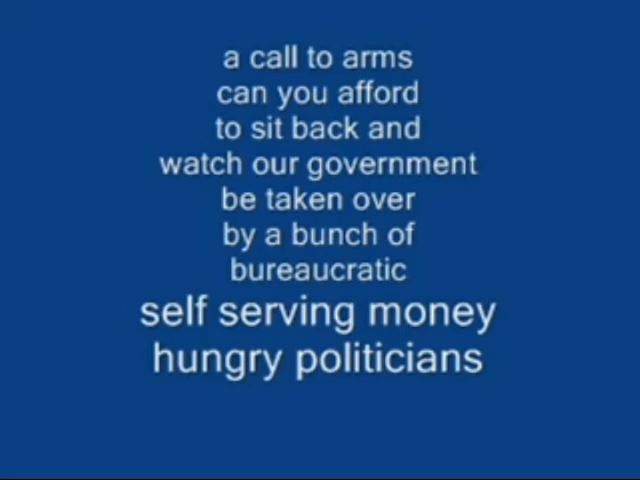 a call to arms
can you afford
to sit back and
watch our government
be taken over
by a bunch of
bureaucratic
self serving money
hungry politicians